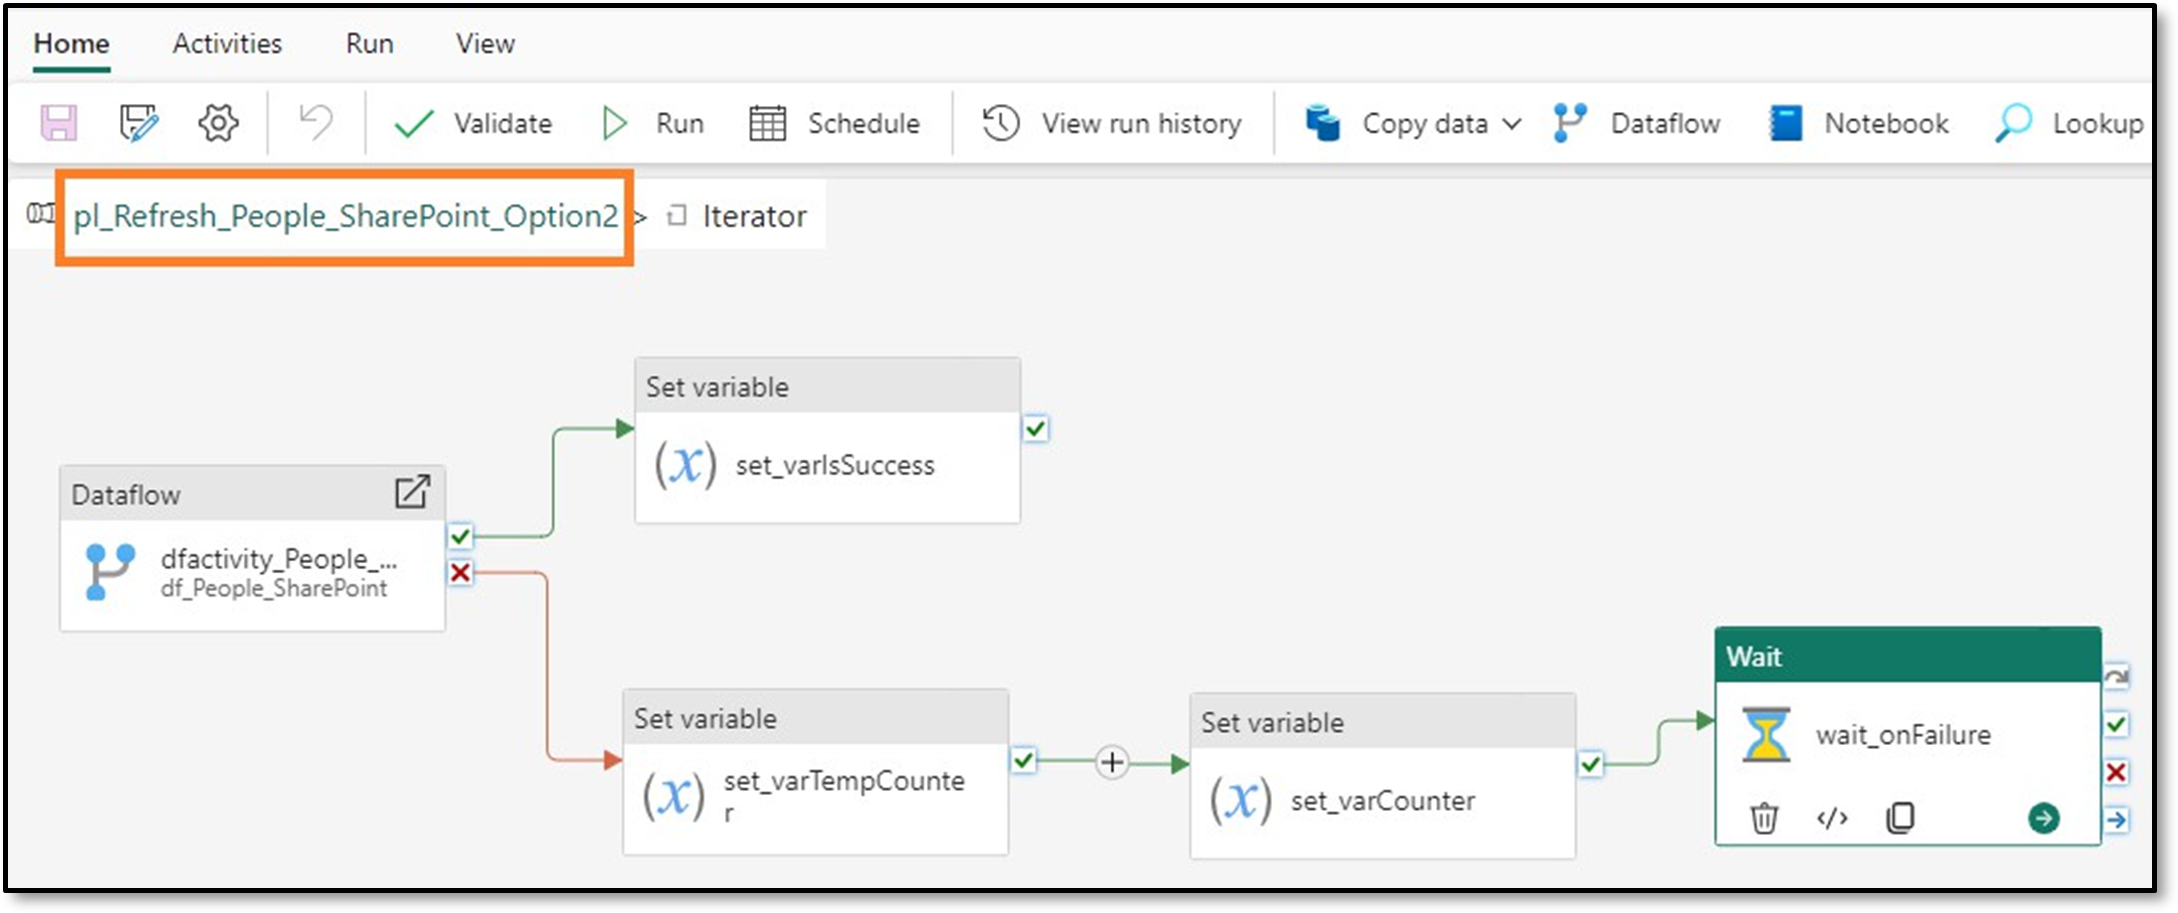 Home Activities Run View
Validate Run Schedule View run history Copy data Dataflow Notebook Lookup
pl_Refresh_People_SharePoint_Option2 > Iterator
Set variable
(x) set_varIsSuccess
Dataflow
dfactivity_People_...
df_People_SharePoint
Set variable
(x) set_varTempCounte
r
Set variable
(x) set_varCounter
Wait
wait_onFailure